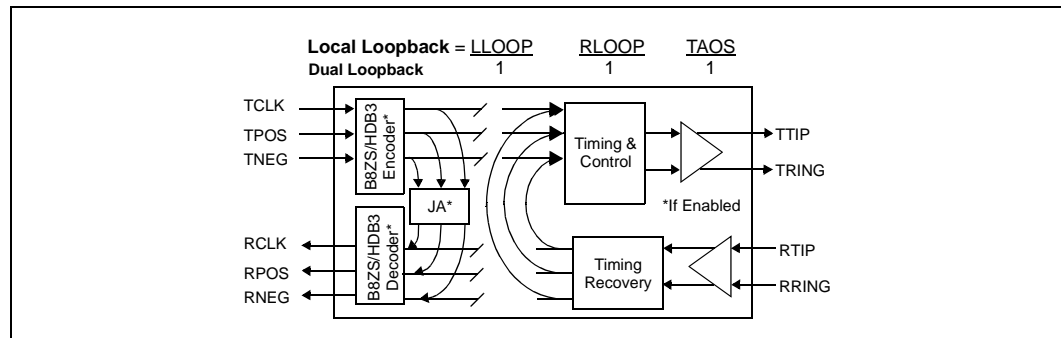 Local Loopback = LLOOP RLOOP TAOS
Dual Loopback 1 1 1
TCLK
TPOS
TNEG
B8ZS/HDB3
Encoder*
Timing &
Control
TTIP
TRING
JA*
*If Enabled
RCLK
RPOS
RNEG
B8ZS/HDB3
Decoder*
Timing
Recovery
RTIP
RRING